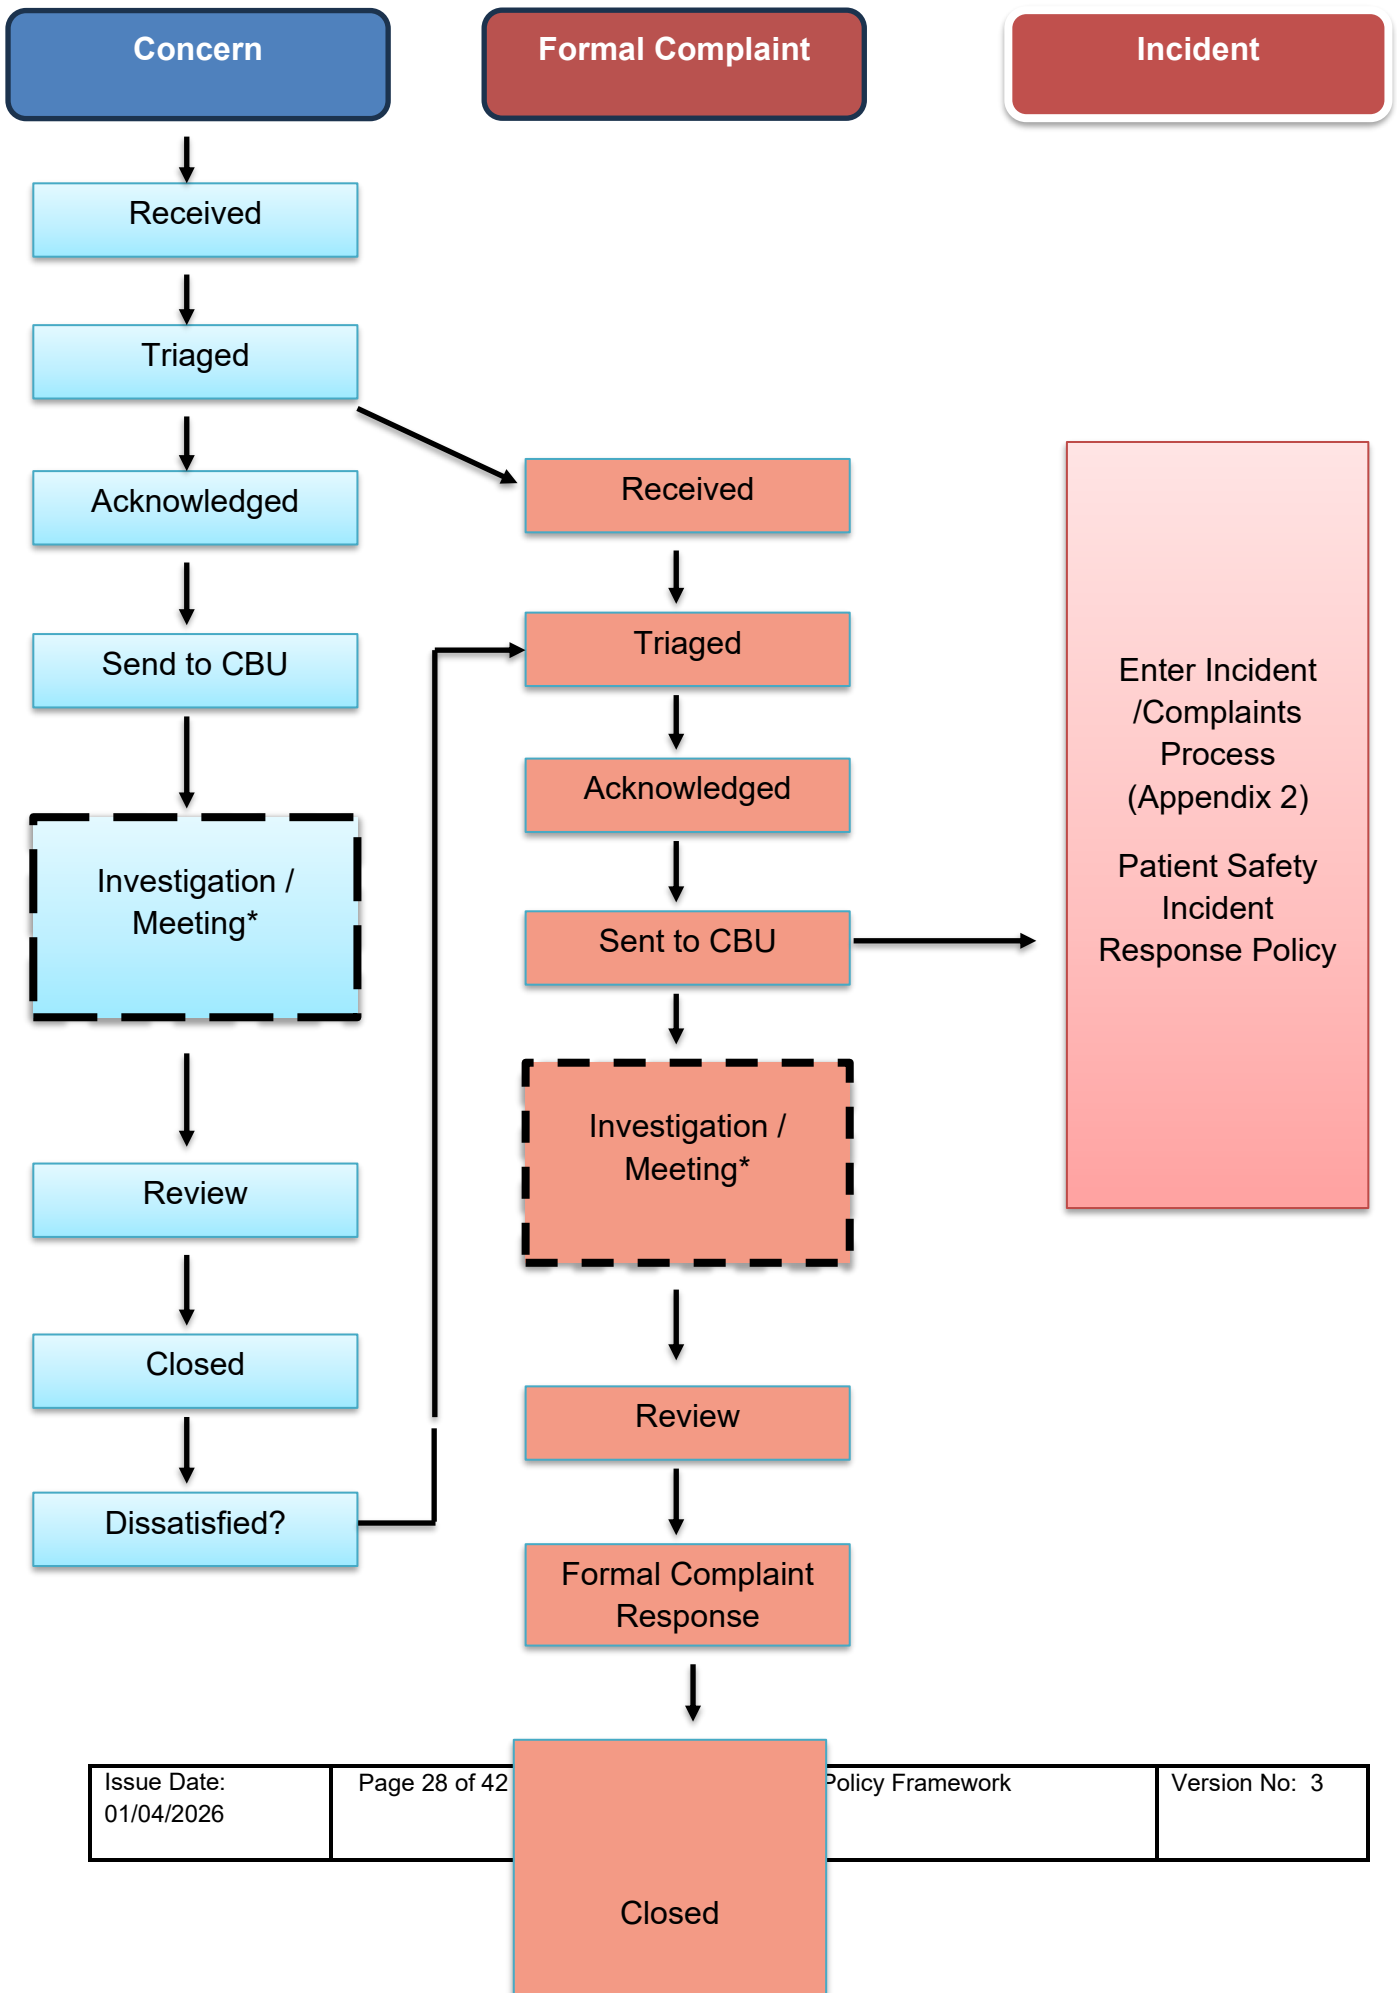 Concern
Formal Complaint
Incident
Received
Triaged
Acknowledged
Send to CBU
Investigation /
Meeting*
Review
Closed
Dissatisfied?
Received
Triaged
Acknowledged
Sent to CBU
Investigation /
Meeting*
Review
Formal Complaint
Response
Closed
Enter Incident
/Complaints
Process
(Appendix 2)
Patient Safety
Incident
Response Policy
Issue Date:
01/04/2026
Page 28 of 42
Policy Framework
Version No: 3